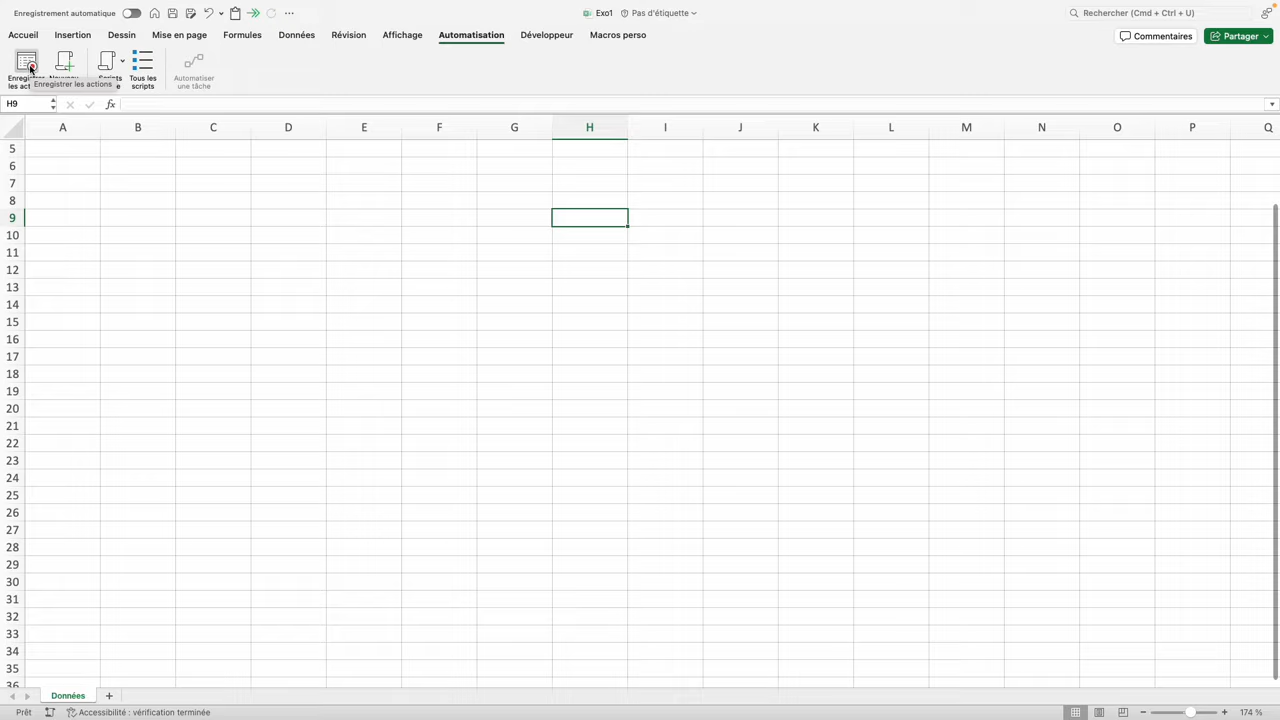 Enregistrement automatique
Exo1
Pas d'étiquette
Rechercher (Cmd + Ctrl + U)
Accueil Insertion Dessin Mise en page Formules Données Révision Affichage Automatisation Développeur Macros perso
Commentaires
Partager
Tous les
scripts
Automatiser
une tâche
Enregistrer les actions
H9
fx
A B C D E F G H I J K L M N O P Q
5
6
7
8
9
10
11
12
13
14
15
16
17
18
19
20
21
22
23
24
25
26
27
28
29
30
31
32
33
34
35
36
Données
Prêt
Accessibilité : vérification terminée
174 %